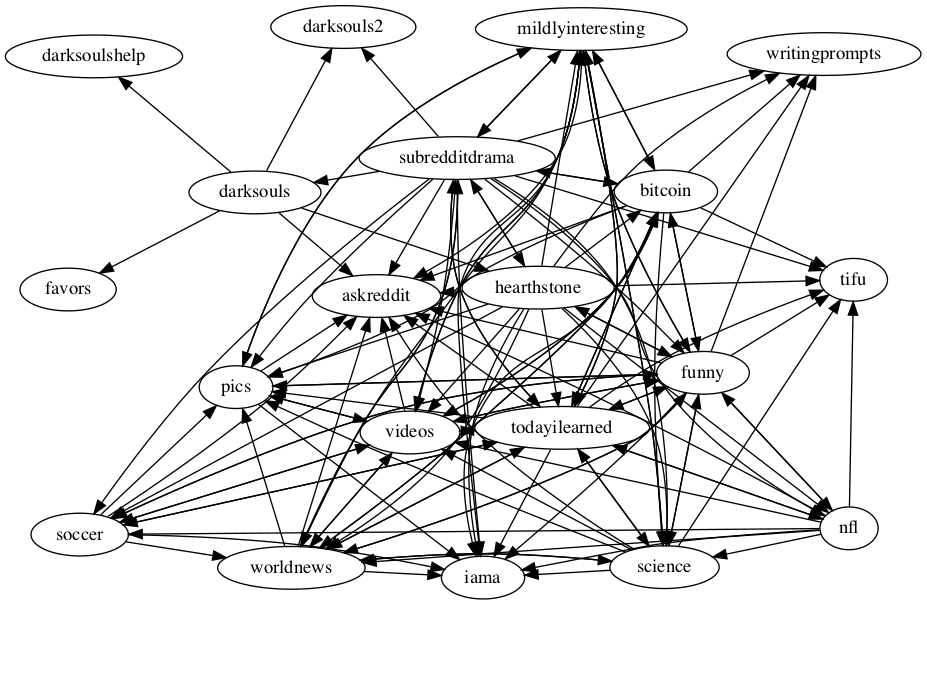 darksouls2
mildlyinteresting
darksoulshelp
writingprompts
subredditdrama
darksouls
bitcoin
favors
askreddit
hearthstone
tifu
pics
funny
videos
todayilearned
soccer
nfl
worldnews
iama
science